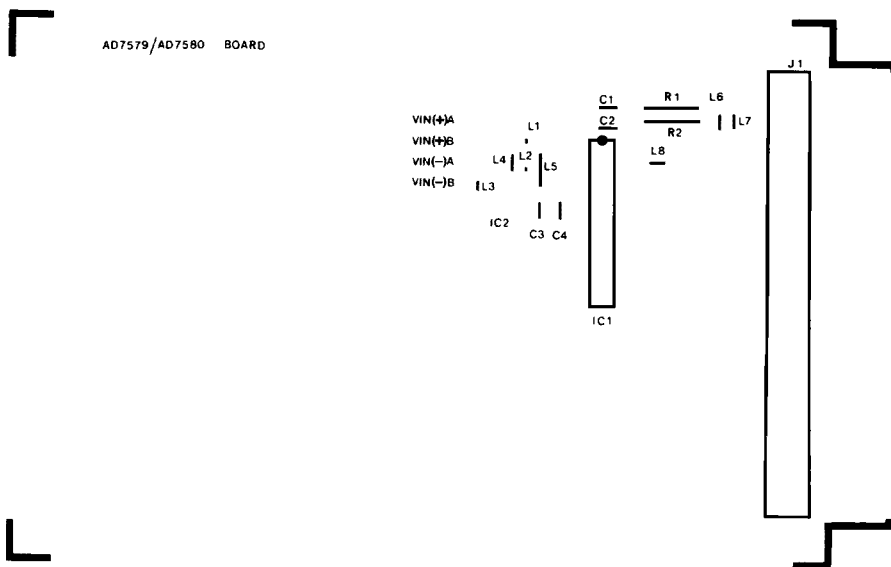 AD7579/AD7580 BOARD
J1
C1
R1
L6
VIN(+)A
C2
L7
L1
R2
VIN(+)B
L8
VIN(−)A
L4
L2
L5
VIN(−)B
L3
IC2
C3
C4
IC1